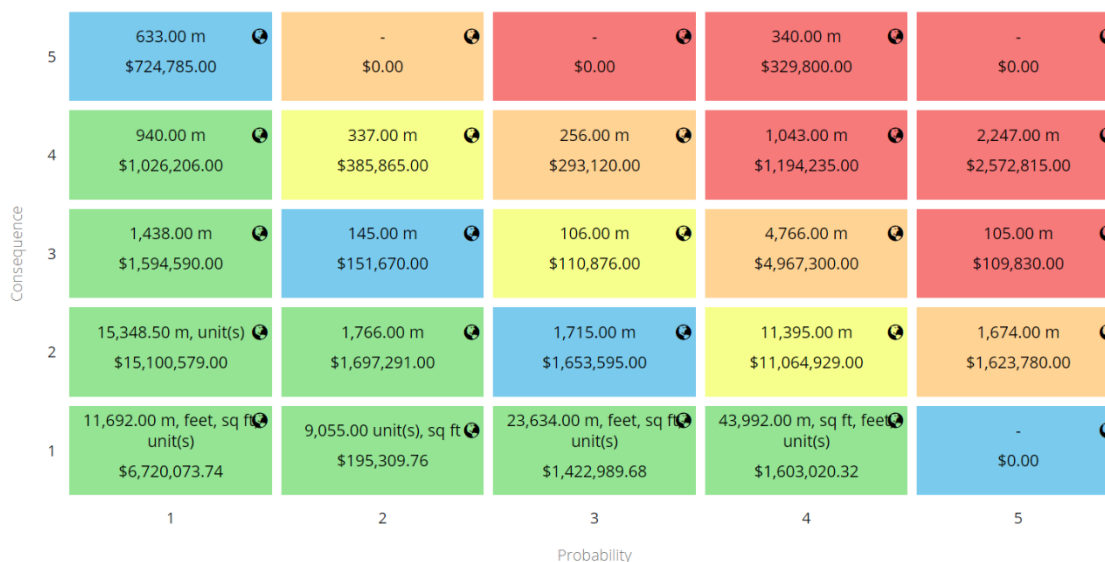 5
633.00 m
$724,785.00
-
$0.00
-
$0.00
340.00 m
$329,800.00
-
$0.00
4
940.00 m
$1,026,206.00
337.00 m
$385,865.00
256.00 m
$293,120.00
1,043.00 m
$1,194,235.00
2,247.00 m
$2,572,815.00
Consequence
3
1,438.00 m
$1,594,590.00
145.00 m
$151,670.00
106.00 m
$110,876.00
4,766.00 m
$4,967,300.00
105.00 m
$109,830.00
2
15,348.50 m, unit(s)
$15,100,579.00
1,766.00 m
$1,697,291.00
1,715.00 m
$1,653,595.00
11,395.00 m
$11,064,929.00
1,674.00 m
$1,623,780.00
1
11,692.00 m, feet, sq ft,
unit(s)
$6,720,073.74
9,055.00 unit(s), sq ft
$195,309.76
23,634.00 m, feet, sq ft,
unit(s)
$1,422,989.68
43,992.00 m, sq ft, feet,
unit(s)
$1,603,020.32
-
$0.00
1
2
3
4
5
Probability